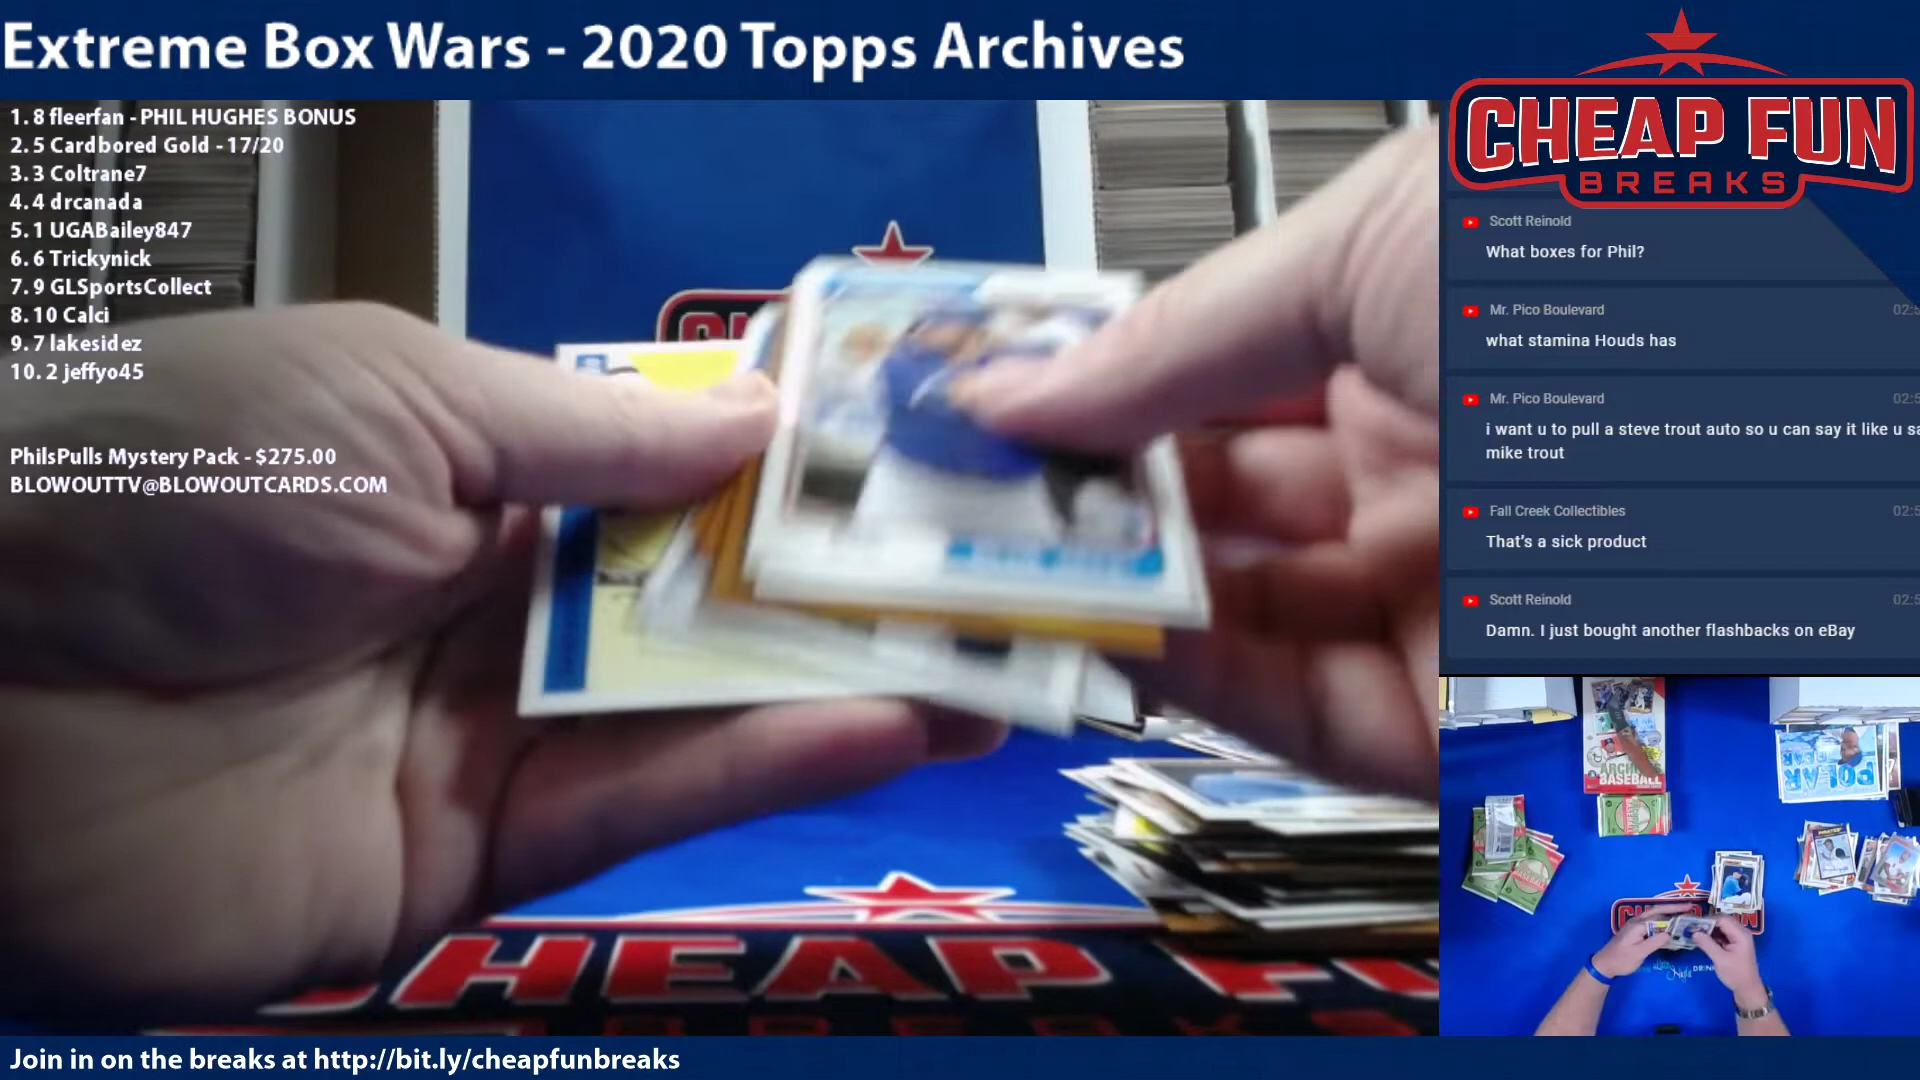 Extreme Box Wars - 2020 Topps Archives
CHEAP FUN
BREAKS
1. 8 fleerfan - PHIL HUGHES BONUS
2. 5 Cardbored Gold - 17/20
3. 3 Coltrane7
4. 4 drcanada
5. 1 UGABailey847
6. 6 Trickynick
7. 9 GLSportsCollect
8. 10 Calci
9. 7 lakesidez
10. 2 jeffyo45
PhilsPulls Mystery Pack - $275.00
BLOWOUTTV@BLOWOUTCARDS.COM
Scott Reinold
What boxes for Phil?
Mr. Pico Boulevard
what stamina Houds has
Mr. Pico Boulevard
i want u to pull a steve trout auto so u can say it like u sa
mike trout
Fall Creek Collectibles
That's a sick product
Scott Reinold
Damn. I just bought another flashbacks on eBay
HEAP FU
BASEBALL
POLAR
BEAR
Join in on the breaks at http://bit.ly/cheapfunbreaks